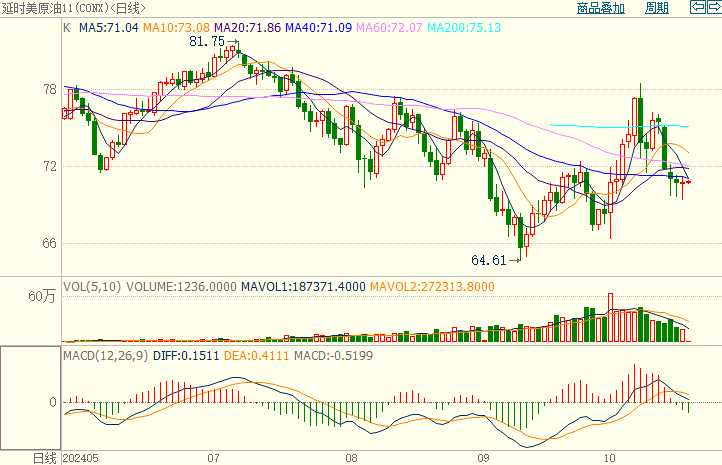 延时美原油11(CONX)<日线> 商品叠加 周期
K MA5:71.04 MA10:73.08 MA20:71.86 MA40:71.09 MA60:72.07 MA200:75.13
81.75→
78
72
66
64.61→
VOL(5,10) VOLUME:1236.0000 MAVOL1:187371.4000 MAVOL2:272313.8000
60万
MACD(12,26,9) DIFF:0.1511 DEA:0.4111 MACD:-0.5199
0
日线 202405 07 08 09 10